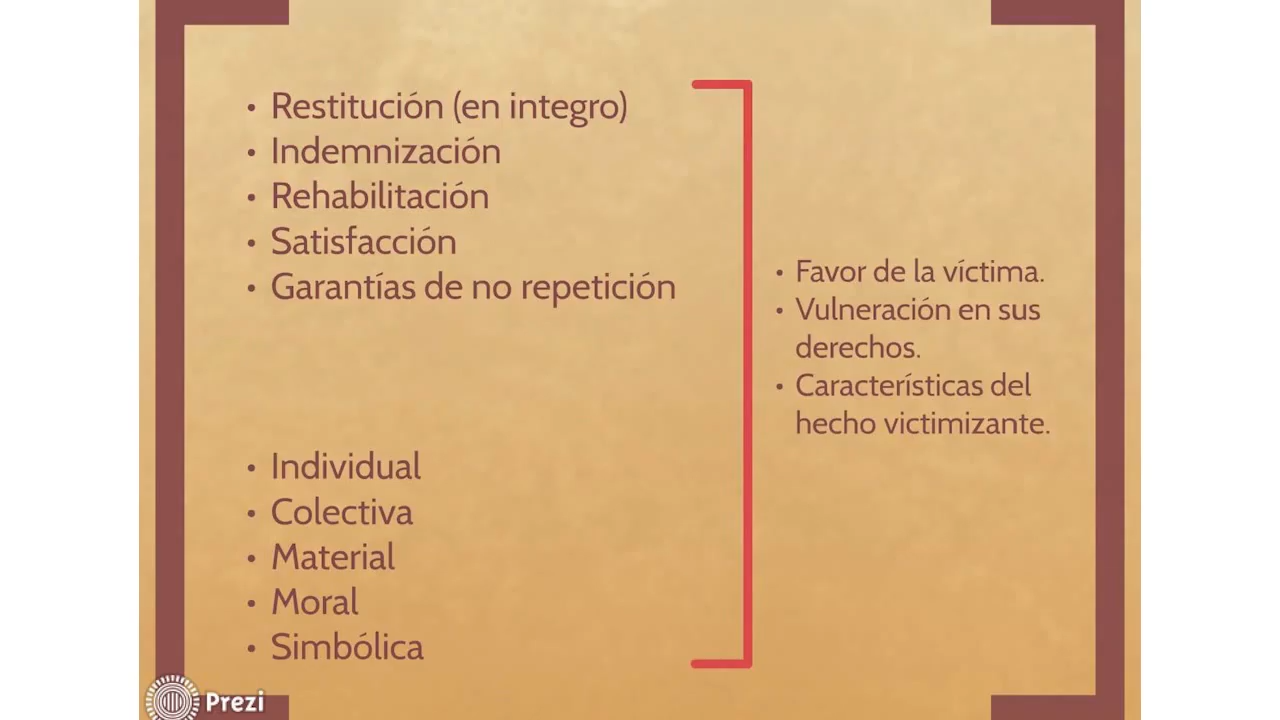 • Restitución (en integro)
• Indemnización
• Rehabilitación
• Satisfacción
• Garantías de no repetición
• Individual
• Colectiva
• Material
• Moral
• Simbólica
• Favor de la víctima.
• Vulneración en sus
derechos.
• Características del
hecho victimizante.
Prezi